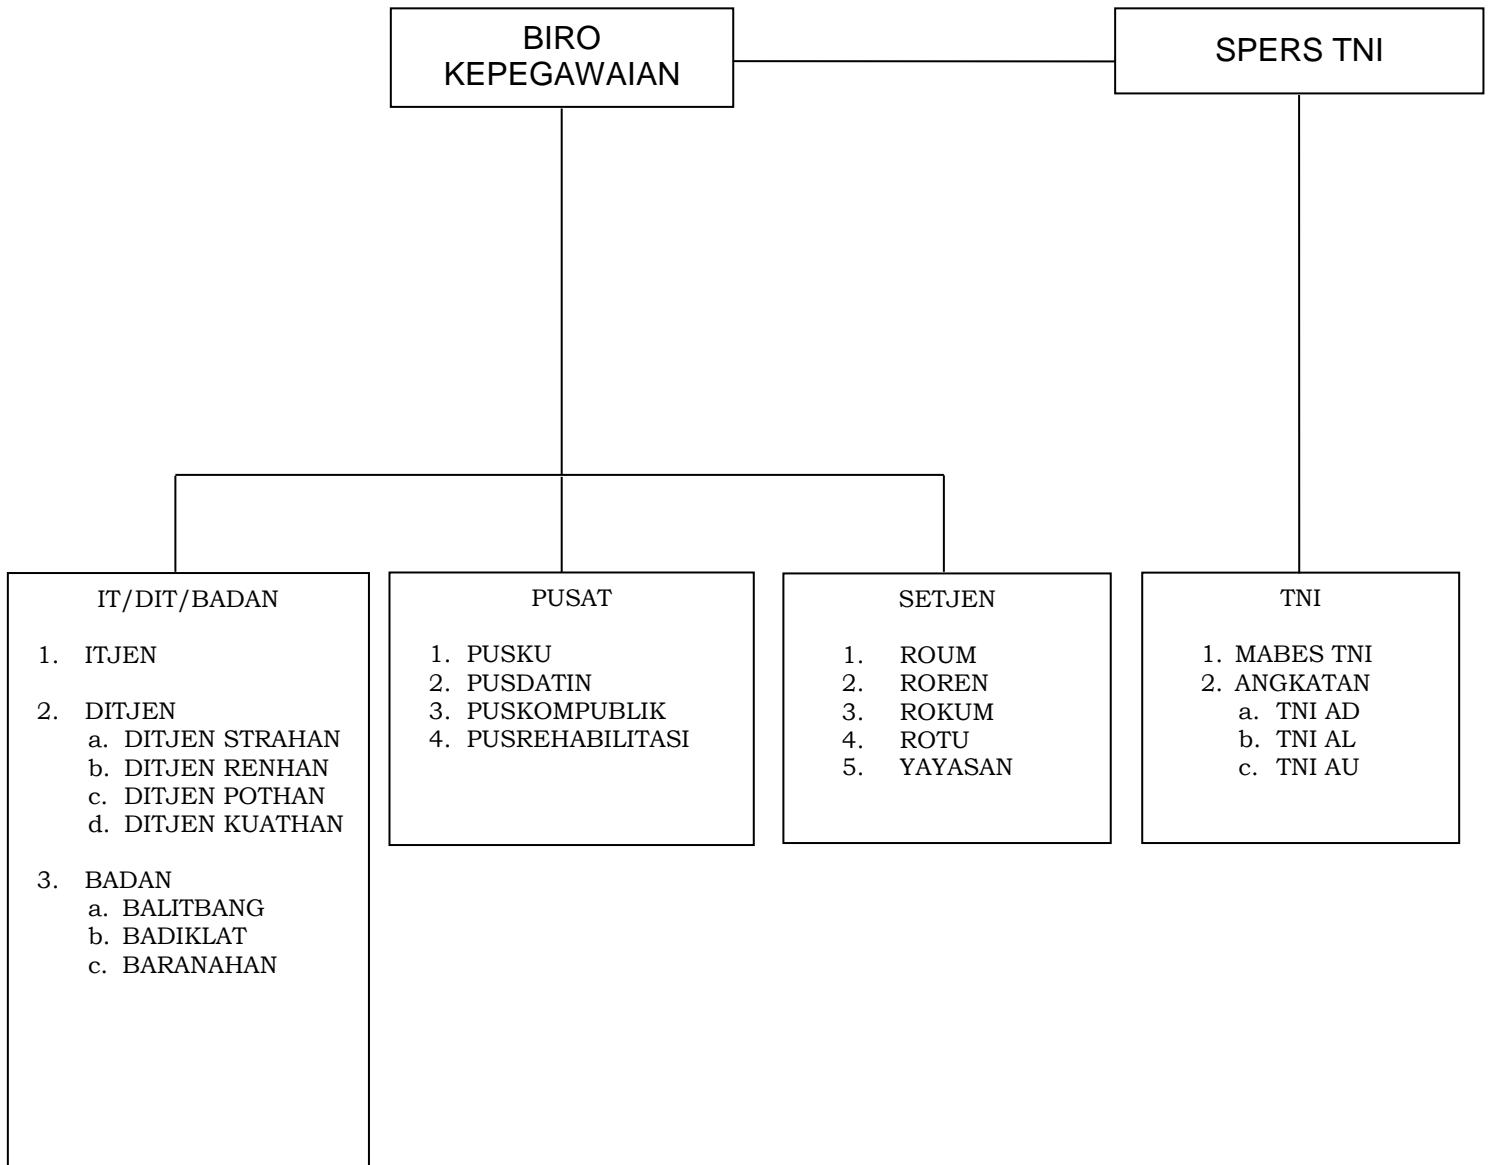 BIRO
KEPEGAWAIAN
SPERS TNI
IT/DIT/BADAN
1. ITJEN
2. DITJEN
a. DITJEN STRAHAN
b. DITJEN RENHAN
c. DITJEN POTHAN
d. DITJEN KUATHAN
3. BADAN
a. BALITBANG
b. BADIKLAT
c. BARANAHAN
PUSAT
1. PUSKU
2. PUSDATIN
3. PUSKOMPUBLIK
4. PUSREHABILITASI
SETJEN
1. ROUM
2. ROREN
3. ROKUM
4. ROTU
5. YAYASAN
TNI
1. MABES TNI
2. ANGKATAN
a. TNI AD
b. TNI AL
c. TNI AU